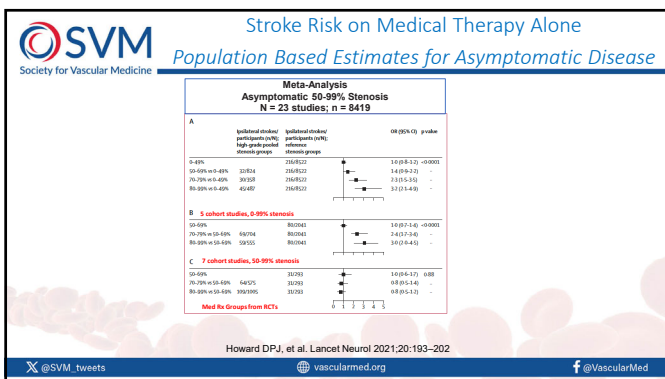 SVM
Society for Vascular Medicine
Stroke Risk on Medical Therapy Alone
Population Based Estimates for Asymptomatic Disease
Meta-Analysis
Asymptomatic 50-99% Stenosis
N = 23 studies; n = 8419
A
Ipsilateral strokes/ participants (n/N); high-grade pooled stenosis groups
Ipsilateral strokes/ participants (n/N); reference stenosis groups
OR (95% CI) p value
0-49% 216/8522 1·0 (0·8-1·2) <0·0001
50-69% vs 0-49% 32/824 216/8522 1·4 (0·9-2·2) -
70-79% vs 0-49% 30/358 216/8522 2·3 (1·5-3·5) -
80-99% vs 0-49% 45/487 216/8522 3·2 (2·1-4·9) -
B 5 cohort studies, 0-99% stenosis
50-69% 80/2041 1·0 (0·7-1·4) <0·0001
70-79% vs 50-69% 69/704 80/2041 2·4 (1·7-3·4) -
80-99% vs 50-69% 59/555 80/2041 3·0 (2·0-4·5) -
C 7 cohort studies, 50-99% stenosis
50-69% 31/293 1·0 (0·6-1·7) 0·88
70-79% vs 50-69% 64/575 31/293 0·8 (0·5-1·4) -
80-99% vs 50-69% 109/1095 31/293 0·8 (0·5-1·2) -
Med Rx Groups from RCTs
0 1 2 3 4 5
Howard DPJ, et al. Lancet Neurol 2021;20:193–202
X @SVM_tweets
vascularmed.org
f @VascularMed